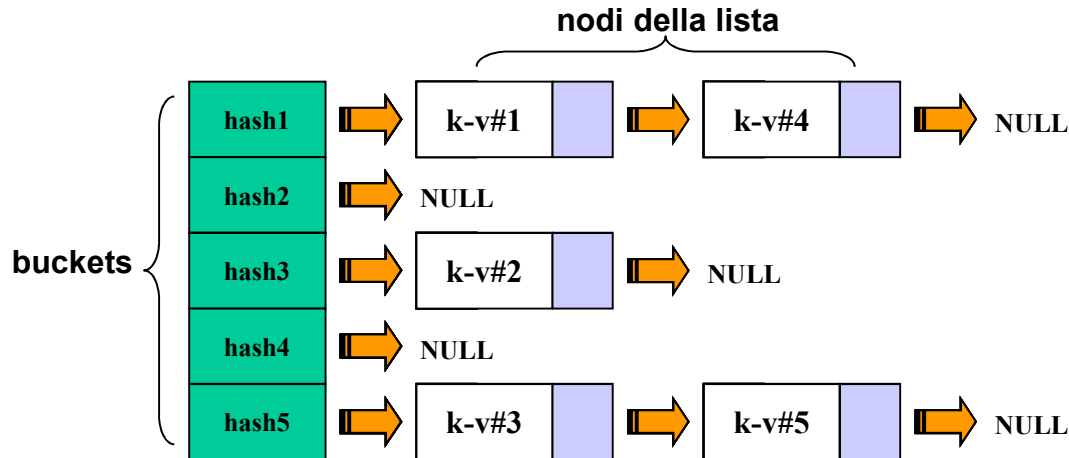 nodi della lista
hash1 k-v#1 k-v#4 NULL
hash2 NULL
buckets
hash3 k-v#2 NULL
hash4 NULL
hash5 k-v#3 k-v#5 NULL